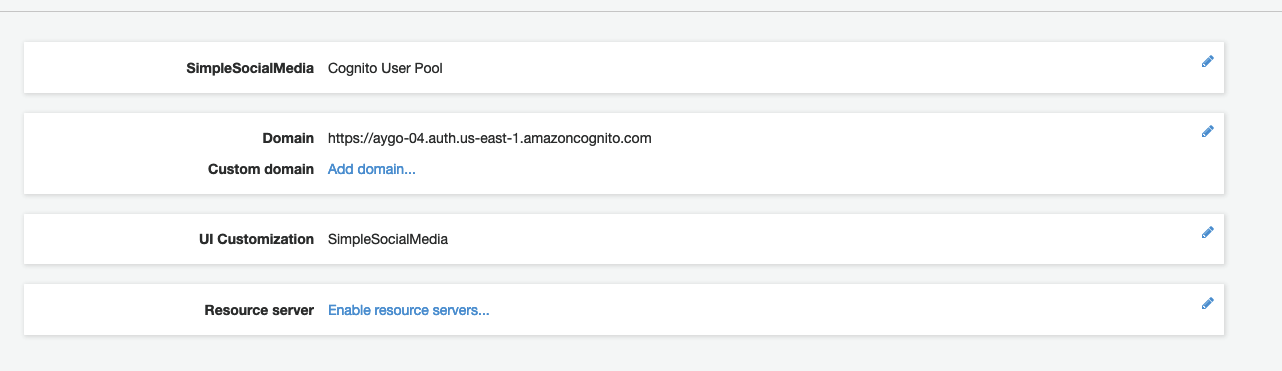 SimpleSocialMedia Cognito User Pool
Domain https://aygo-04.auth.us-east-1.amazoncognito.com
Custom domain Add domain...
UI Customization SimpleSocialMedia
Resource server Enable resource servers...